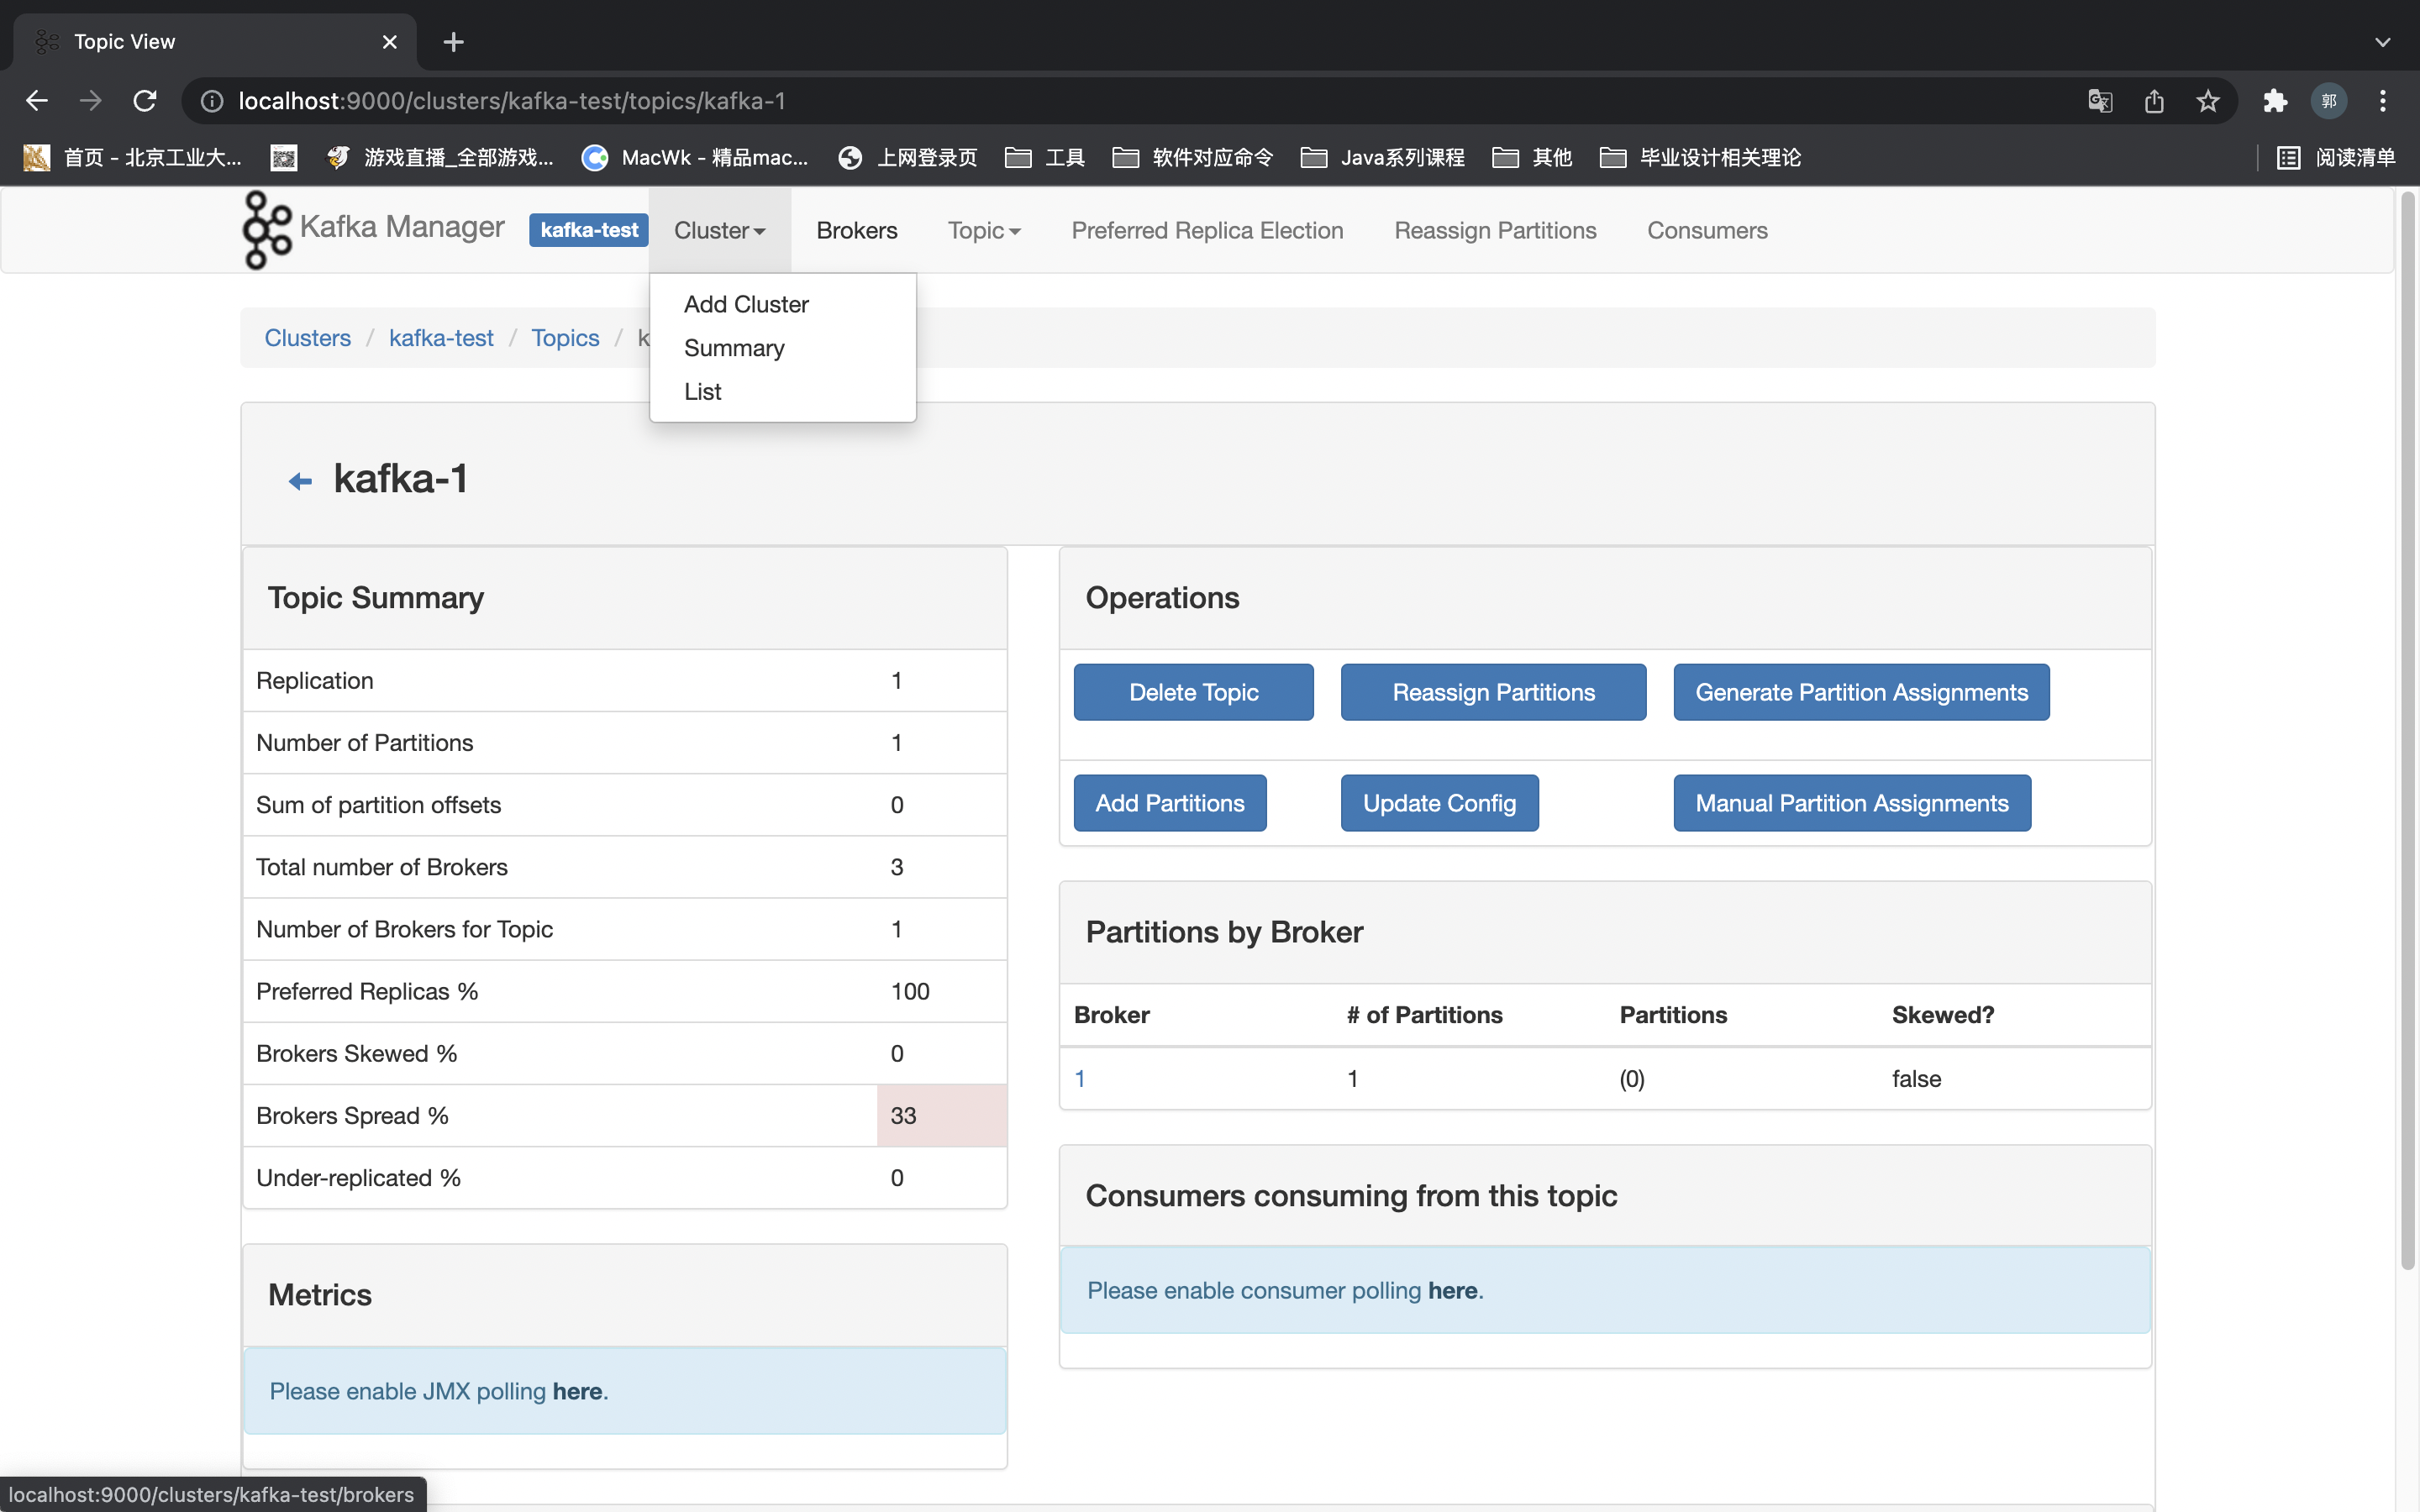 Topic View
localhost:9000/clusters/kafka-test/topics/kafka-1
郭
首页 - 北京工业大...
游戏直播_全部游戏...
MacWk - 精品mac...
上网登录页
工具
软件对应命令
Java系列课程
其他
毕业设计相关理论
阅读清单
Kafka Manager
kafka-test
Cluster
Brokers
Topic
Preferred Replica Election
Reassign Partitions
Consumers
Add Cluster
Summary
List
Clusters / kafka-test / Topics / k
kafka-1
Topic Summary
Replication 1
Number of Partitions 1
Sum of partition offsets 0
Total number of Brokers 3
Number of Brokers for Topic 1
Preferred Replicas % 100
Brokers Skewed % 0
Brokers Spread % 33
Under-replicated % 0
Metrics
Please enable JMX polling here.
Operations
Delete Topic
Reassign Partitions
Generate Partition Assignments
Add Partitions
Update Config
Manual Partition Assignments
Partitions by Broker
Broker # of Partitions Partitions Skewed?
1 1 (0) false
Consumers consuming from this topic
Please enable consumer polling here.
localhost:9000/clusters/kafka-test/brokers